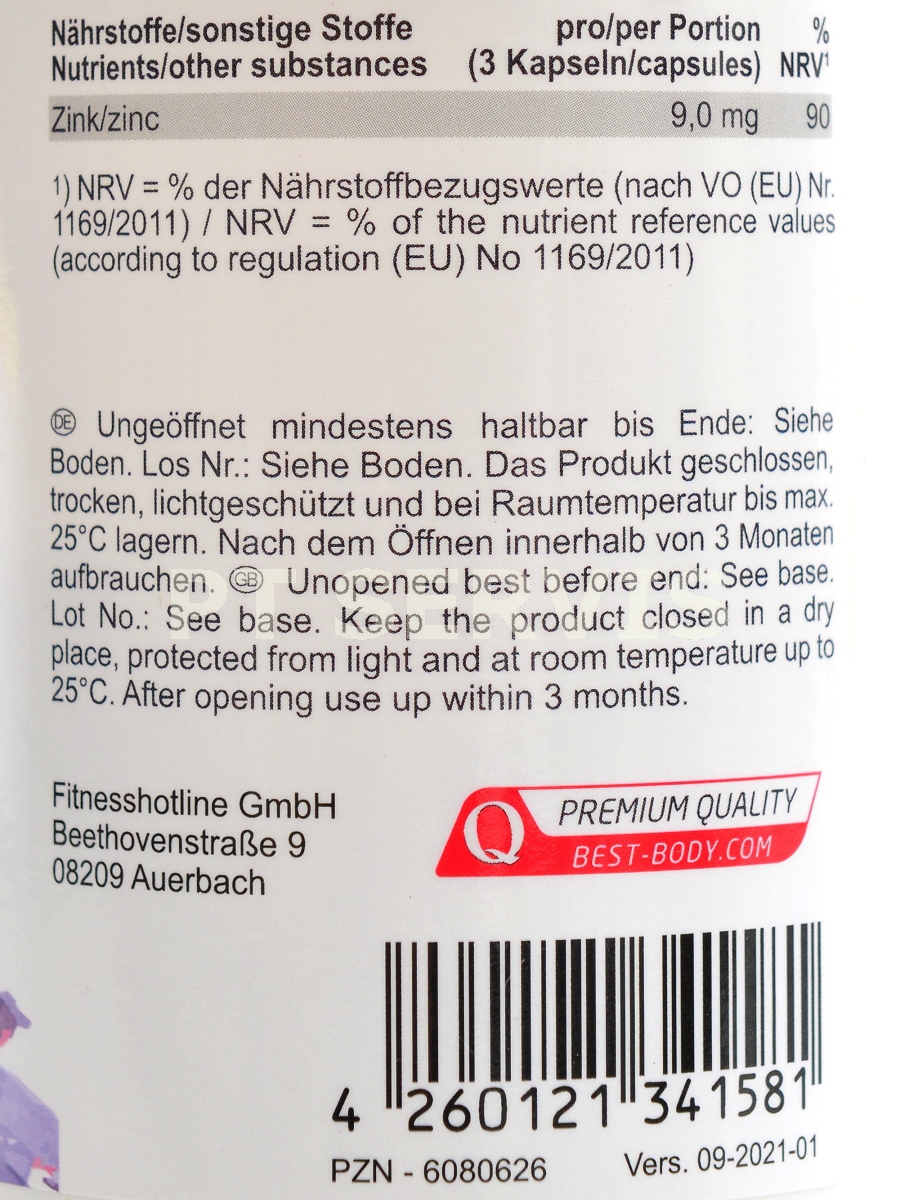 Nährstoffe/sonstige Stoffe pro/per Portion %
Nutrients/other substances (3 Kapseln/capsules) NRV¹
Zink/zinc 9,0 mg 90
¹) NRV = % der Nährstoffbezugswerte (nach VO (EU) Nr.
1169/2011) / NRV = % of the nutrient reference values
(according to regulation (EU) No 1169/2011)
DE Ungeöffnet mindestens haltbar bis Ende: Siehe
Boden. Los Nr.: Siehe Boden. Das Produkt geschlossen,
trocken, lichtgeschützt und bei Raumtemperatur bis max.
25°C lagern. Nach dem Öffnen innerhalb von 3 Monaten
aufbrauchen. GB Unopened best before end: See base.
Lot No.: See base. Keep the product closed in a dry
place, protected from light and at room temperature up to
25°C. After opening use up within 3 months.
PT SERVIS
Fitnesshotline GmbH
Beethovenstraße 9
08209 Auerbach
Q PREMIUM QUALITY
BEST-BODY.COM
4 260121 341581
PZN - 6080626 Vers. 09-2021-01